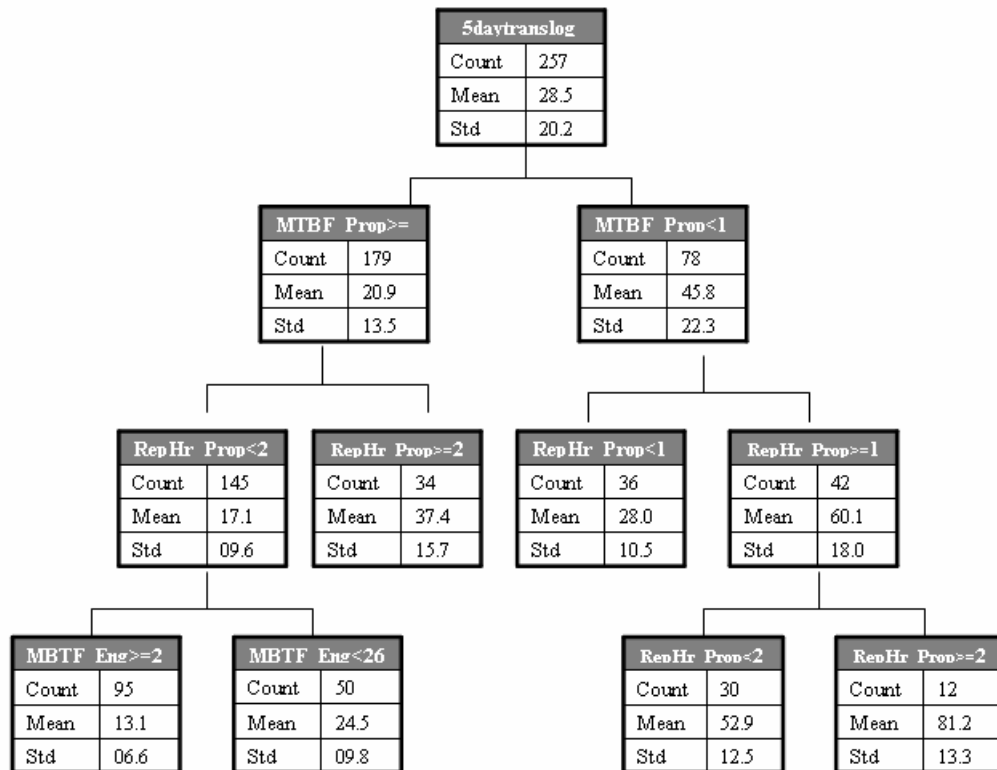 5daytranslog
Count 257
Mean 28.5
Std 20.2
MTBF Prop>=
Count 179
Mean 20.9
Std 13.5
MTBF Prop<1
Count 78
Mean 45.8
Std 22.3
RepHr Prop<2
Count 145
Mean 17.1
Std 09.6
RepHr Prop>=2
Count 34
Mean 37.4
Std 15.7
RepHr Prop<1
Count 36
Mean 28.0
Std 10.5
RepHr Prop>=1
Count 42
Mean 60.1
Std 18.0
MBTF Eng>=2
Count 95
Mean 13.1
Std 06.6
MBTF Eng<26
Count 50
Mean 24.5
Std 09.8
RepHr Prop<2
Count 30
Mean 52.9
Std 12.5
RepHr Prop>=2
Count 12
Mean 81.2
Std 13.3